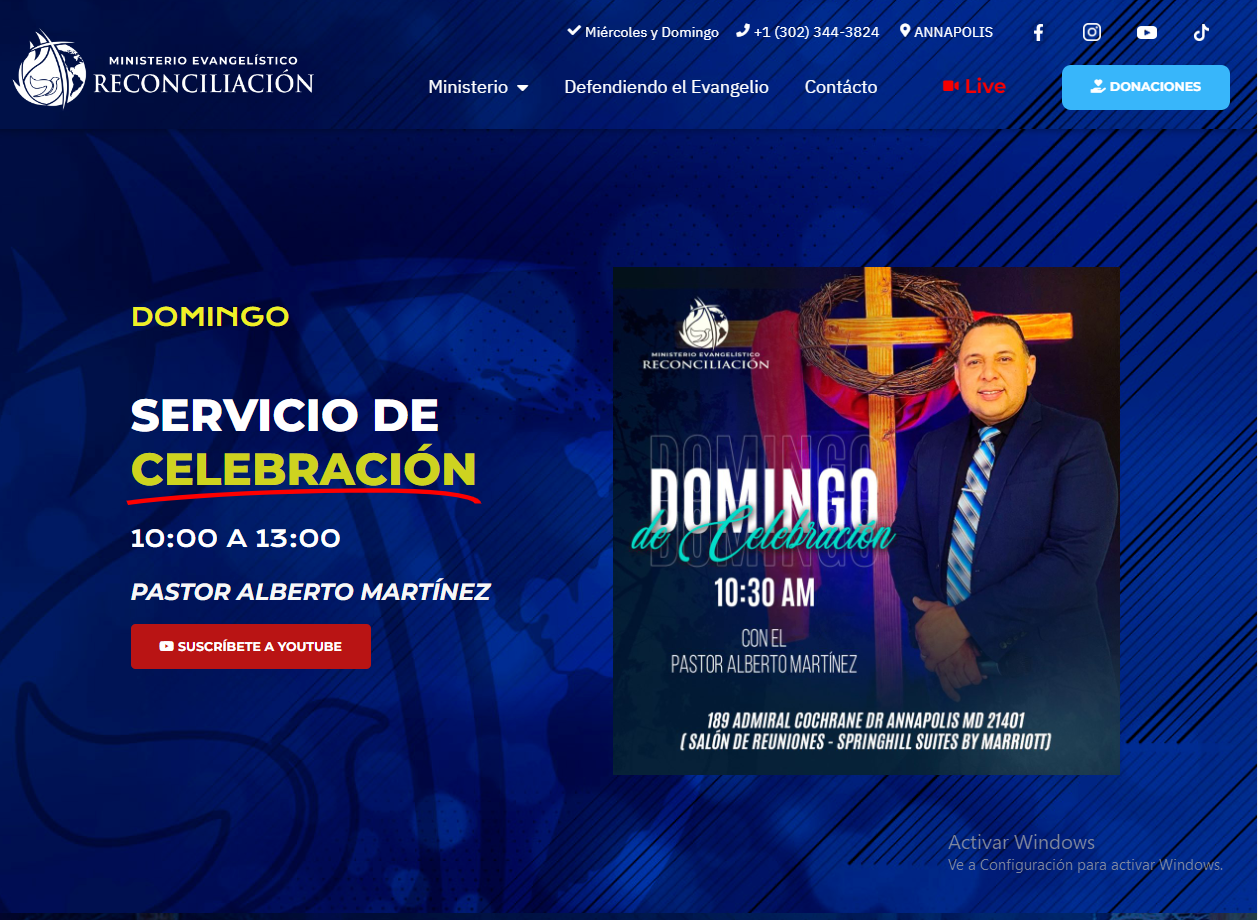 Miércoles y Domingo +1 (302) 344-3824 ANNAPOLIS
MINISTERIO EVANGELÍSTICO
RECONCILIACIÓN
Ministerio Defendiendo el Evangelio Contácto Live DONACIONES
DOMINGO
SERVICIO DE
CELEBRACIÓN
10:00 A 13:00
PASTOR ALBERTO MARTÍNEZ
SUSCRÍBETE A YOUTUBE
MINISTERIO EVANGELÍSTICO
RECONCILIACIÓN
DOMINGO
DOMINGO
de Celebración
DOMINGO
10:30 AM
CON EL
PASTOR ALBERTO MARTÍNEZ
189 ADMIRAL COCHRANE DR ANNAPOLIS MD 21401
( SALÓN DE REUNIONES - SPRINGHILL SUITES BY MARRIOTT)
Activar Windows
Ve a Configuración para activar Windows.